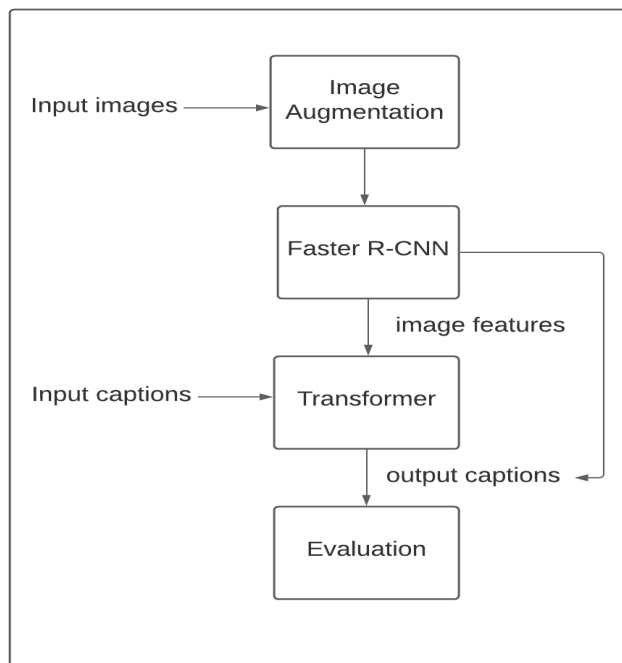 Input images
Image
Augmentation
Faster R-CNN
image features
Input captions
Transformer
output captions
Evaluation